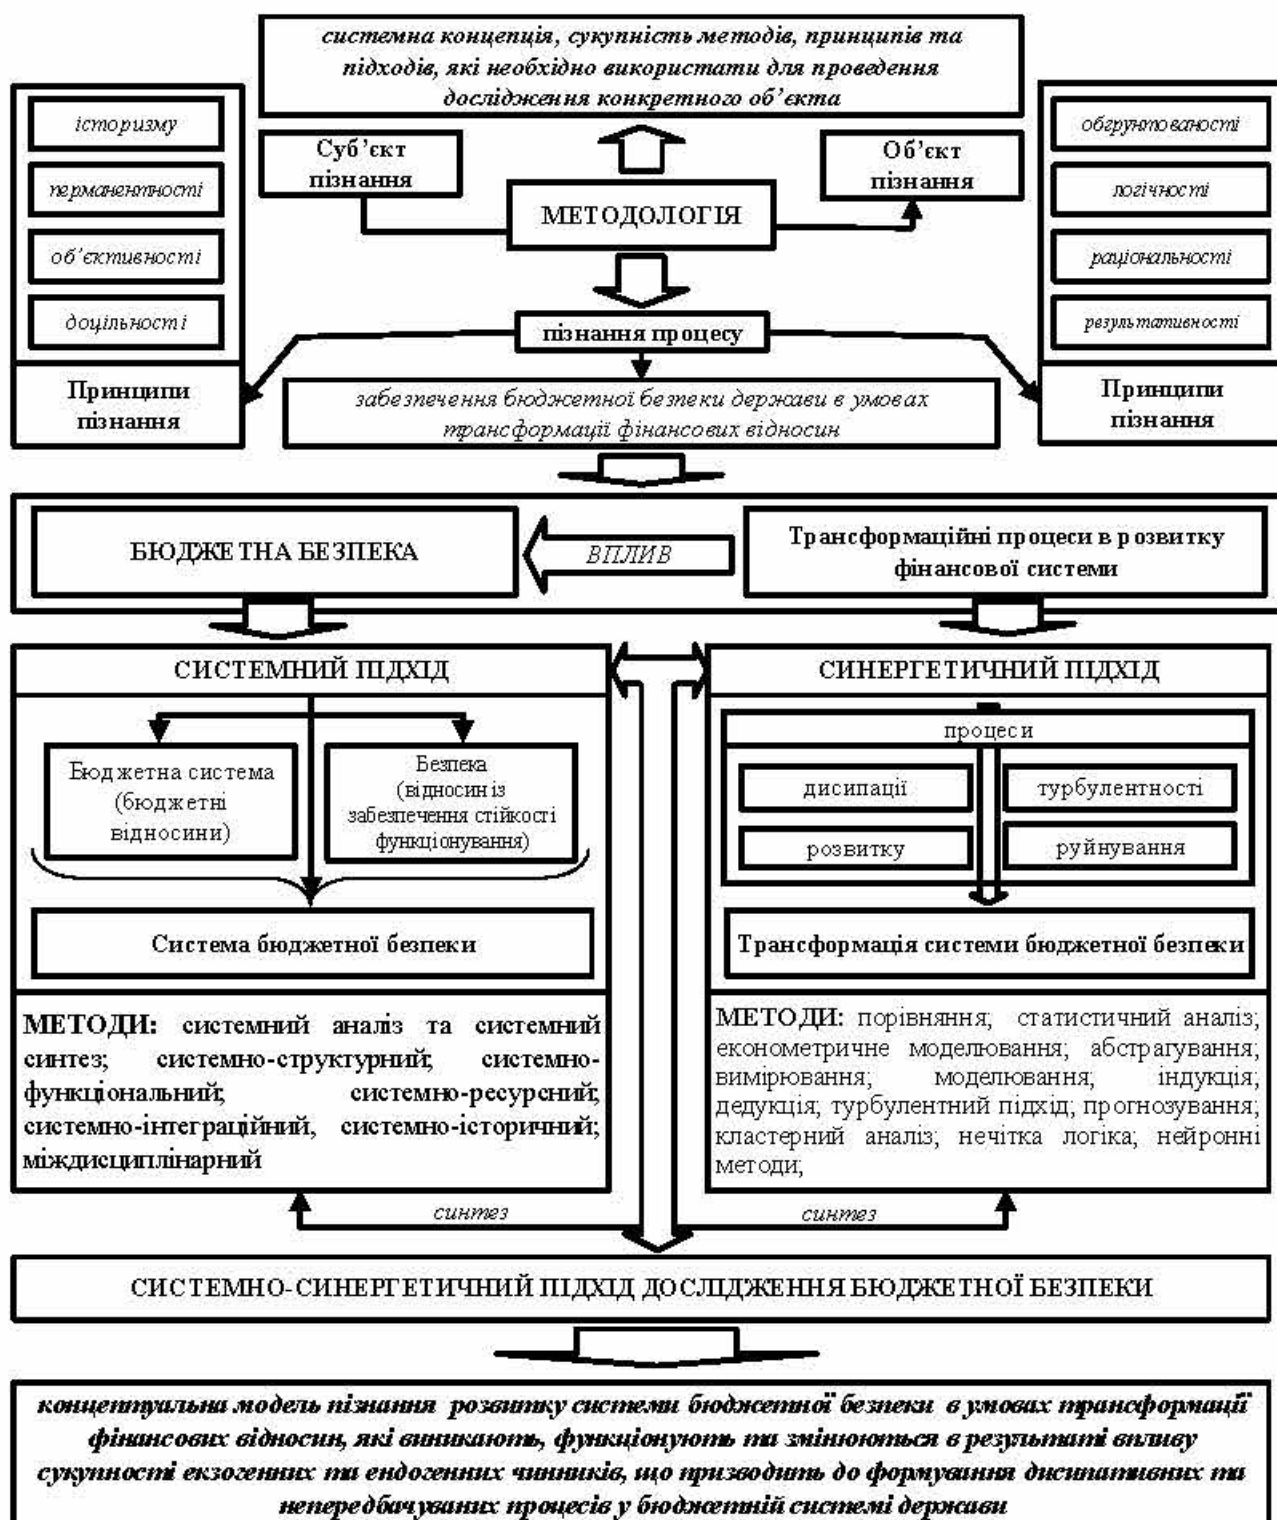 системна концепція, сукупність методів, принципів та
підходів, які необхідно використати для проведення
дослідження конкретного об’єкта
історизму
перманентності
об’єктивності
доцільності
Принципи
пізнання
Суб’єкт
пізнання
МЕТОДОЛОГІЯ
Об’єкт
пізнання
обґрунтованості
логічності
раціональності
результативності
Принципи
пізнання
пізнання процесу
забезпечення бюджетної безпеки держави в умовах
трансформації фінансових відносин
БЮДЖЕТНА БЕЗПЕКА
ВПЛИВ
Трансформаційні процеси в розвитку
фінансової системи
СИСТЕМНИЙ ПІДХІД
Бюджетна система
(бюджетні
відносини)
Безпека
(відносин із
забезпечення стійкості
функціонування)
Система бюджетної безпеки
МЕТОДИ: системний аналіз та системний
синтез; системно-структурний; системно-
функціональний; системно-ресурсний;
системно-інтеграційний, системно-історичний;
міждисциплінарний
СИНЕРГЕТИЧНИЙ ПІДХІД
процеси
дисипації
турбулентності
розвитку
руйнування
Трансформація системи бюджетної безпеки
МЕТОДИ: порівняння; статистичний аналіз;
економетричне моделювання; абстрагування;
вимірювання; моделювання; індукція;
дедукція; турбулентний підхід; прогнозування;
кластерний аналіз; нечітка логіка; нейронні
методи;
синтез
синтез
СИСТЕМНО-СИНЕРГЕТИЧНИЙ ПІДХІД ДОСЛІДЖЕННЯ БЮДЖЕТНОЇ БЕЗПЕКИ
концептуальна модель пізнання розвитку системи бюджетної безпеки в умовах трансформації
фінансових відносин, які виникають, функціонують та змінюються в результаті впливу
сукупності екзогенних та ендогенних чинників, що призводить до формування дисипативних та
непередбачуваних процесів у бюджетній системі держави